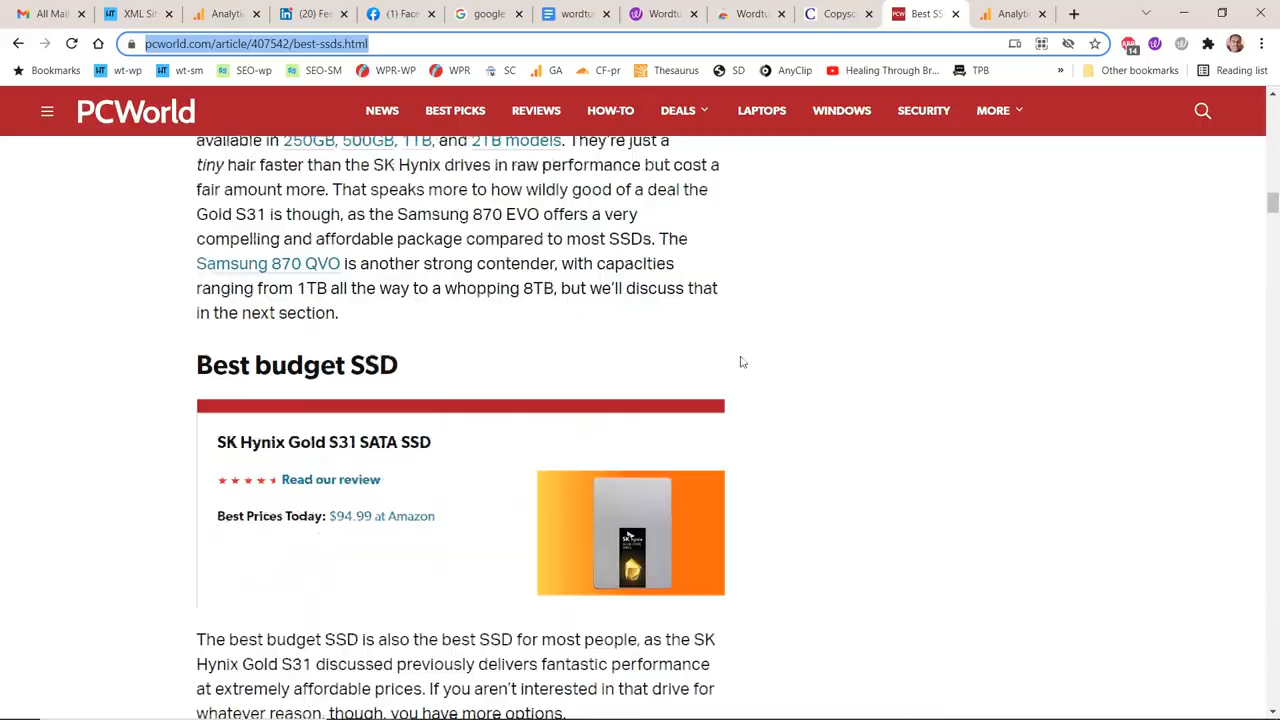 All Mail
XML Sit
Analytic
(20) Fee
(1) Face
google
wordtu
Wordtu
Wordtu
Copysc
Best SS
Analytic
pcworld.com/article/407542/best-ssds.html
14
Bookmarks
wt-wp
wt-sm
SEO-wp
SEO-SM
WPR-WP
WPR
SC
GA
CF-pr
Thesaurus
SD
AnyClip
Healing Through Br...
TPB
»
Other bookmarks
Reading list
PCWorld
NEWS
BEST PICKS
REVIEWS
HOW-TO
DEALS
LAPTOPS
WINDOWS
SECURITY
MORE
available in 250GB, 500GB, 1TB, and 2TB models. They're just a
tiny hair faster than the SK Hynix drives in raw performance but cost a
fair amount more. That speaks more to how wildly good of a deal the
Gold S31 is though, as the Samsung 870 EVO offers a very
compelling and affordable package compared to most SSDs. The
Samsung 870 QVO is another strong contender, with capacities
ranging from 1TB all the way to a whopping 8TB, but we'll discuss that
in the next section.
Best budget SSD
SK Hynix Gold S31 SATA SSD
Read our review
Best Prices Today: $94.99 at Amazon
SK hynix
The best budget SSD is also the best SSD for most people, as the SK
Hynix Gold S31 discussed previously delivers fantastic performance
at extremely affordable prices. If you aren't interested in that drive for
whatever reason, though, you have more options.